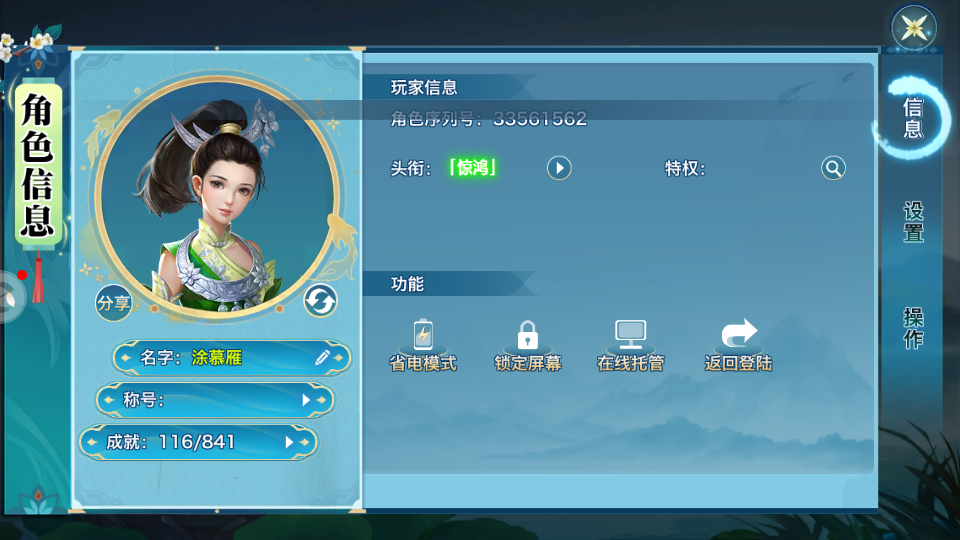 角色信息
玩家信息
角色序列号：33561562
头衔：「惊鸿」
特权：
信息
设置
操作
功能
省电模式
锁定屏幕
在线托管
返回登陆
分享
名字：涂慕雁
称号：
成就：116/841